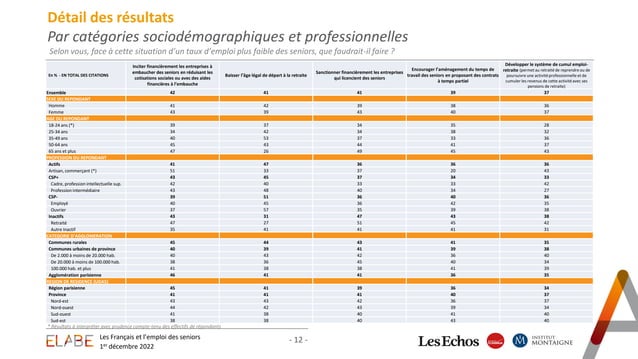 Détail des résultats
Par catégories sociodémographiques et professionnelles
Selon vous, face à cette situation d'un taux d'emploi plus faible des seniors, que faudrait-il faire ?
En % - EN TOTAL DES CITATIONS
Inciter financièrement les entreprises à embaucher des seniors en réduisant les cotisations sociales ou avec des aides financières à l'embauche
Baisser l'âge légal de départ à la retraite
Sanctionner financièrement les entreprises qui licencient des seniors
Encourager l'aménagement du temps de travail des seniors en proposant des contrats à temps partiel
Développer le système de cumul emploi-retraite (permet au retraité de reprendre ou de poursuivre une activité professionnelle et de cumuler les revenus de cette activité avec ses pensions de retraite)
Ensemble 42 41 41 39 37
SEXE DU REPONDANT
Homme 41 42 39 38 36
Femme 43 39 43 40 37
AGE DU REPONDANT
18-24 ans (*) 39 37 34 35 28
25-34 ans 34 42 34 38 32
35-49 ans 40 53 37 33 36
50-64 ans 45 43 44 41 37
65 ans et plus 47 26 49 45 43
PROFESSION DU REPONDANT
Actifs 41 47 36 36 36
Artisan, commerçant (*) 51 33 37 20 43
CSP+ 43 45 37 34 33
Cadre, profession intellectuelle sup. 42 40 33 33 42
Profession intermédiaire 43 48 40 34 27
CSP- 39 51 36 40 36
Employé 40 45 36 42 35
Ouvrier 37 57 35 39 38
Inactifs 43 31 47 43 38
Retraité 47 27 51 45 42
Autre inactif 35 41 41 41 31
CATEGORIE D'AGGLOMERATION
Communes rurales 45 44 43 41 35
Communes urbaines de province 40 39 41 39 38
De 2.000 à moins de 20.000 hab. 40 43 42 36 40
De 20.000 à moins de 100.000 hab. 38 36 45 40 34
100.000 hab. et plus 41 38 38 41 39
Agglomération parisienne 46 41 41 36 35
REGION DE RESIDENCE (UDA5)
Région parisienne 45 41 39 36 34
Province 41 41 41 40 37
Nord-est 43 43 42 36 37
Nord-ouest 42 42 43 39 34
Sud-ouest 41 38 40 41 40
Sud-est 38 38 40 43 40
* Résultats à interpréter avec prudence compte-tenu des effectifs de répondants
ELABE
Les Français et l'emploi des seniors
1er décembre 2022
- 12 -
Les Echos
INSTITUT MONTAIGNE